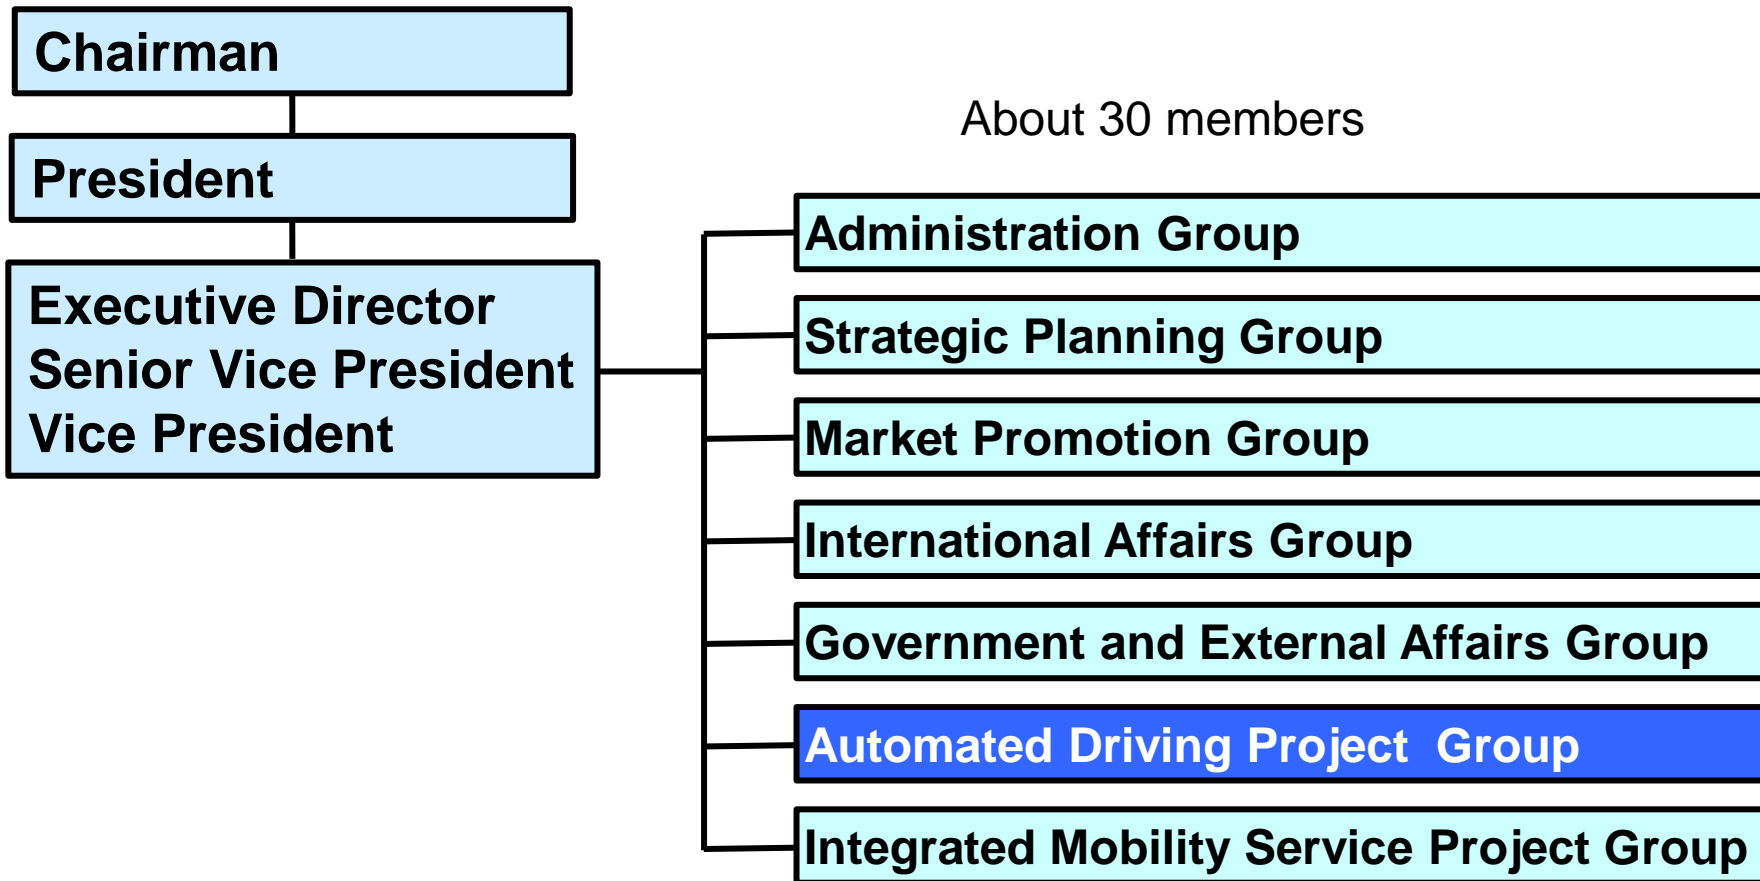 Chairman
President
Executive Director
Senior Vice President
Vice President
About 30 members
Administration Group
Strategic Planning Group
Market Promotion Group
International Affairs Group
Government and External Affairs Group
Automated Driving Project  Group
Integrated Mobility Service Project Group